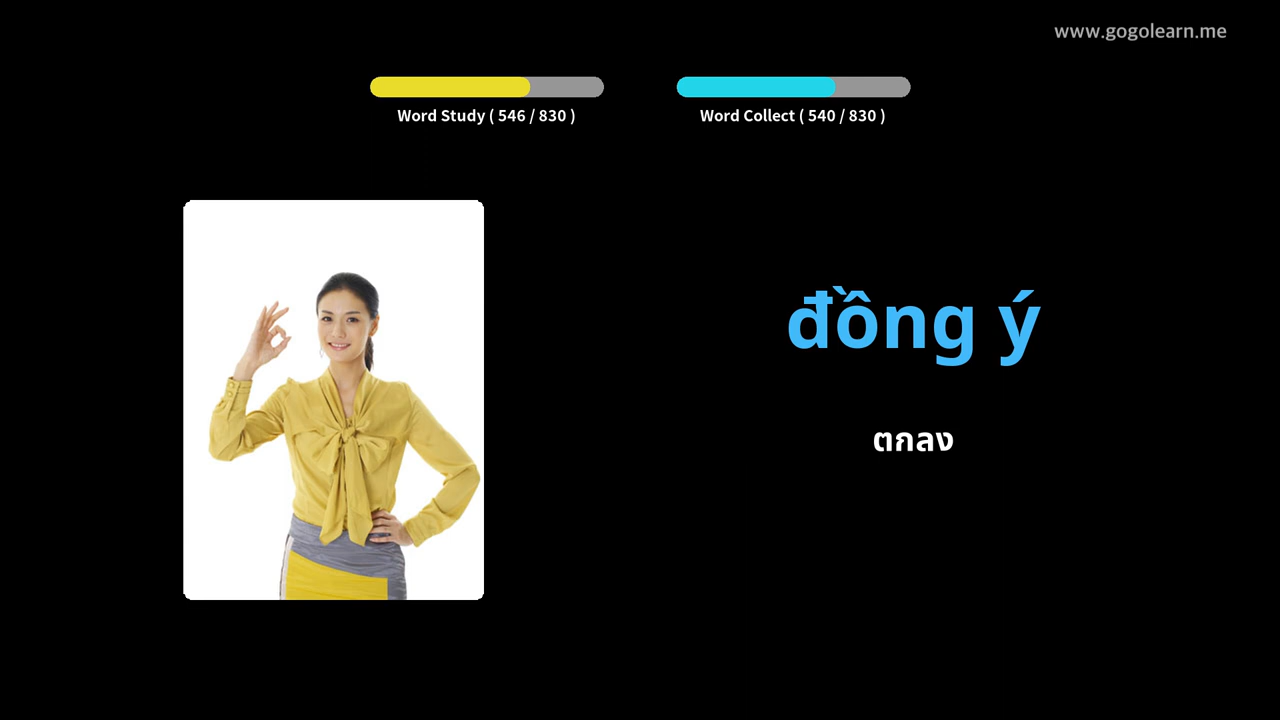 www.gogolearn.me
Word Study ( 546 / 830 )
Word Collect ( 540 / 830 )
đồng ý
ตกลง